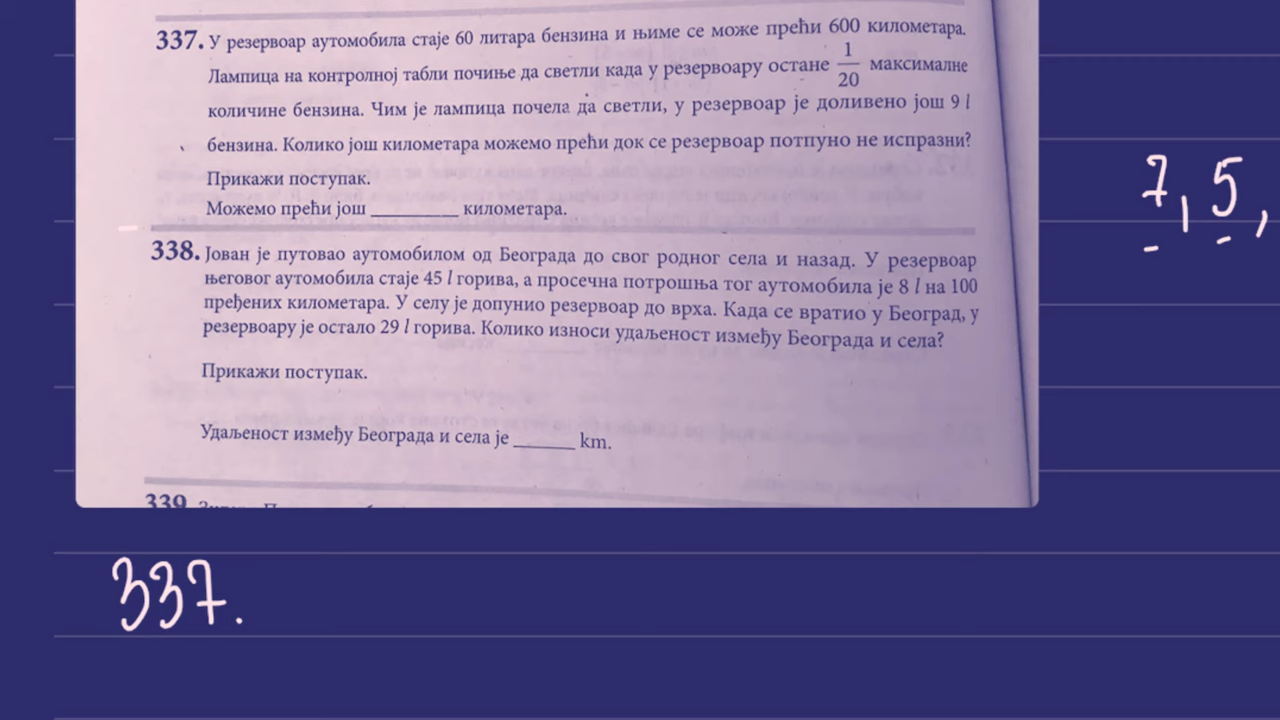 337. У резервоар аутомобила стаје 60 литара бензина и њиме се може прећи 600 километара.
Лампица на контролној табли почиње да светли када у резервоару остане 1/20 максималне
количине бензина. Чим је лампица почела да светли, у резервоар је доливено још 9 l
бензина. Колико још километара можемо прећи док се резервоар потпуно не испразни?
Прикажи поступак.
Можемо прећи још ________ километара.
338. Јован је путовао аутомобилом од Београда до свог родног села и назад. У резервоар
његовог аутомобила стаје 45 l горива, а просечна потрошња тог аутомобила је 8 l на 100
пређених километара. У селу је допунио резервоар до врха. Када се вратио у Београд, у
резервоару је остало 29 l горива. Колико износи удаљеност између Београда и села?
Прикажи поступак.
Удаљеност између Београда и села је ______ km.
339
7, 5,
337.